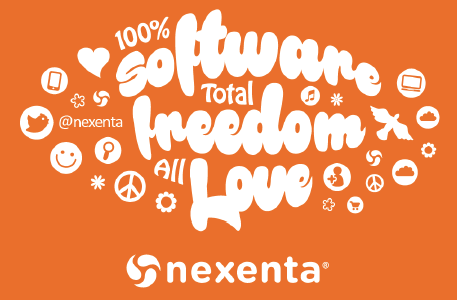 100%
software
Total
freedom
@nexenta
All
Love
nexenta®